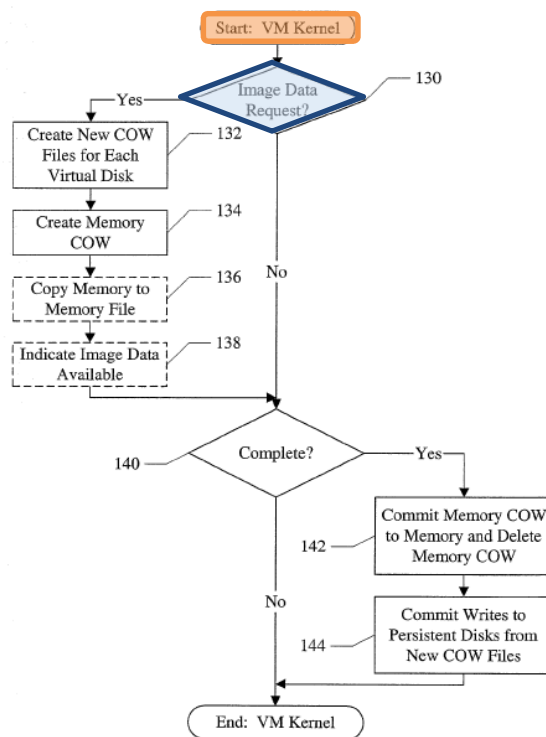 Start: VM Kernel
Image Data
Request?
130
Yes
Create New COW
Files for Each
Virtual Disk
132
Create Memory
COW
134
No
Copy Memory to
Memory File
136
Indicate Image Data
Available
138
Complete?
140
Yes
Commit Memory COW
to Memory and Delete
Memory COW
142
No
Commit Writes to
Persistent Disks from
New COW Files
144
End: VM Kernel